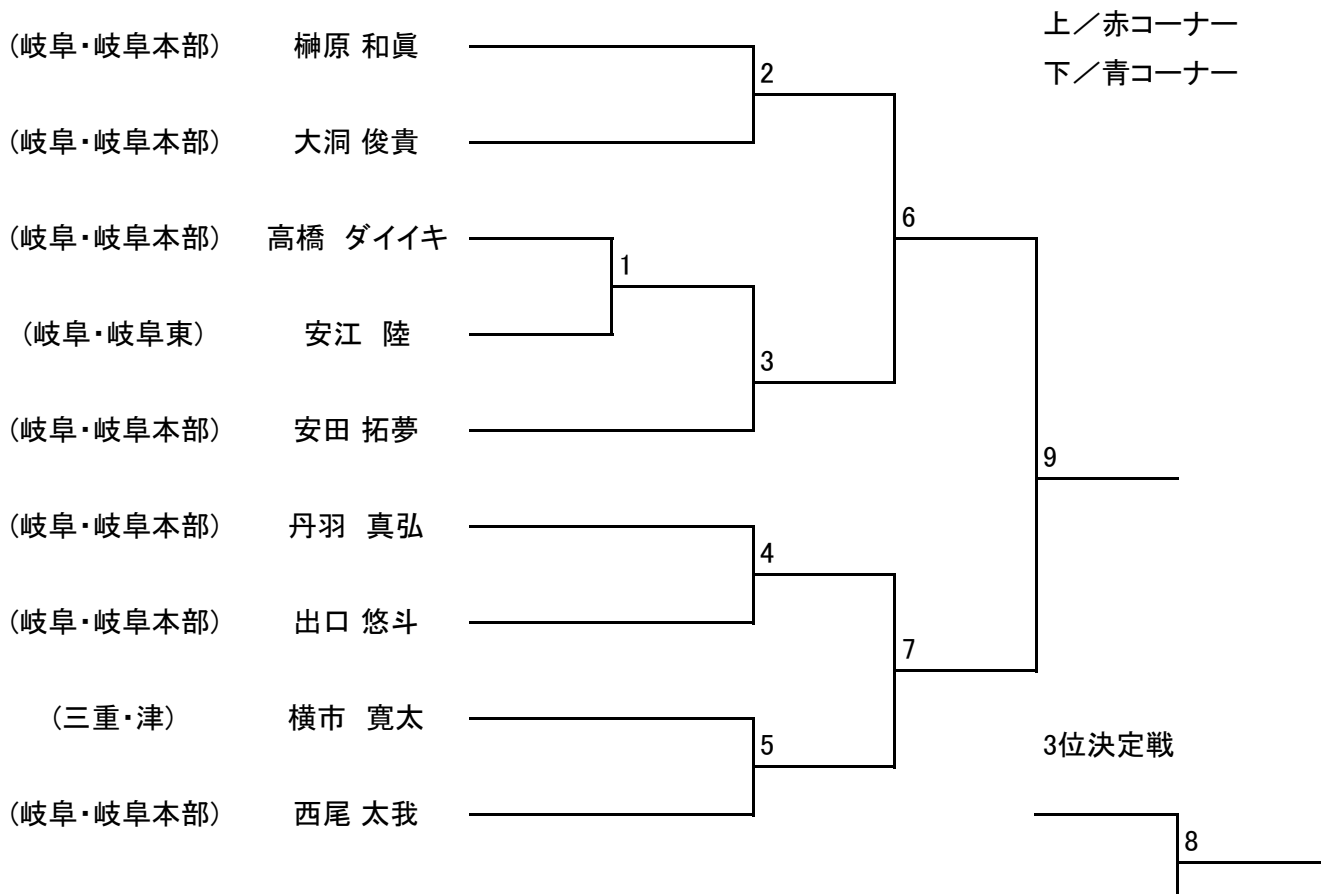 上／赤コーナー
(岐阜・岐阜本部) 榊原 和眞
2
下／青コーナー
(岐阜・岐阜本部) 大洞 俊貴
6
(岐阜・岐阜本部) 高橋 ダイイキ
1
(岐阜・岐阜東) 安江 陸
3
(岐阜・岐阜本部) 安田 拓夢
9
(岐阜・岐阜本部) 丹羽 真弘
4
(岐阜・岐阜本部) 出口 悠斗
7
(三重・津) 横市 寛太
5
3位決定戦
(岐阜・岐阜本部) 西尾 太我
8